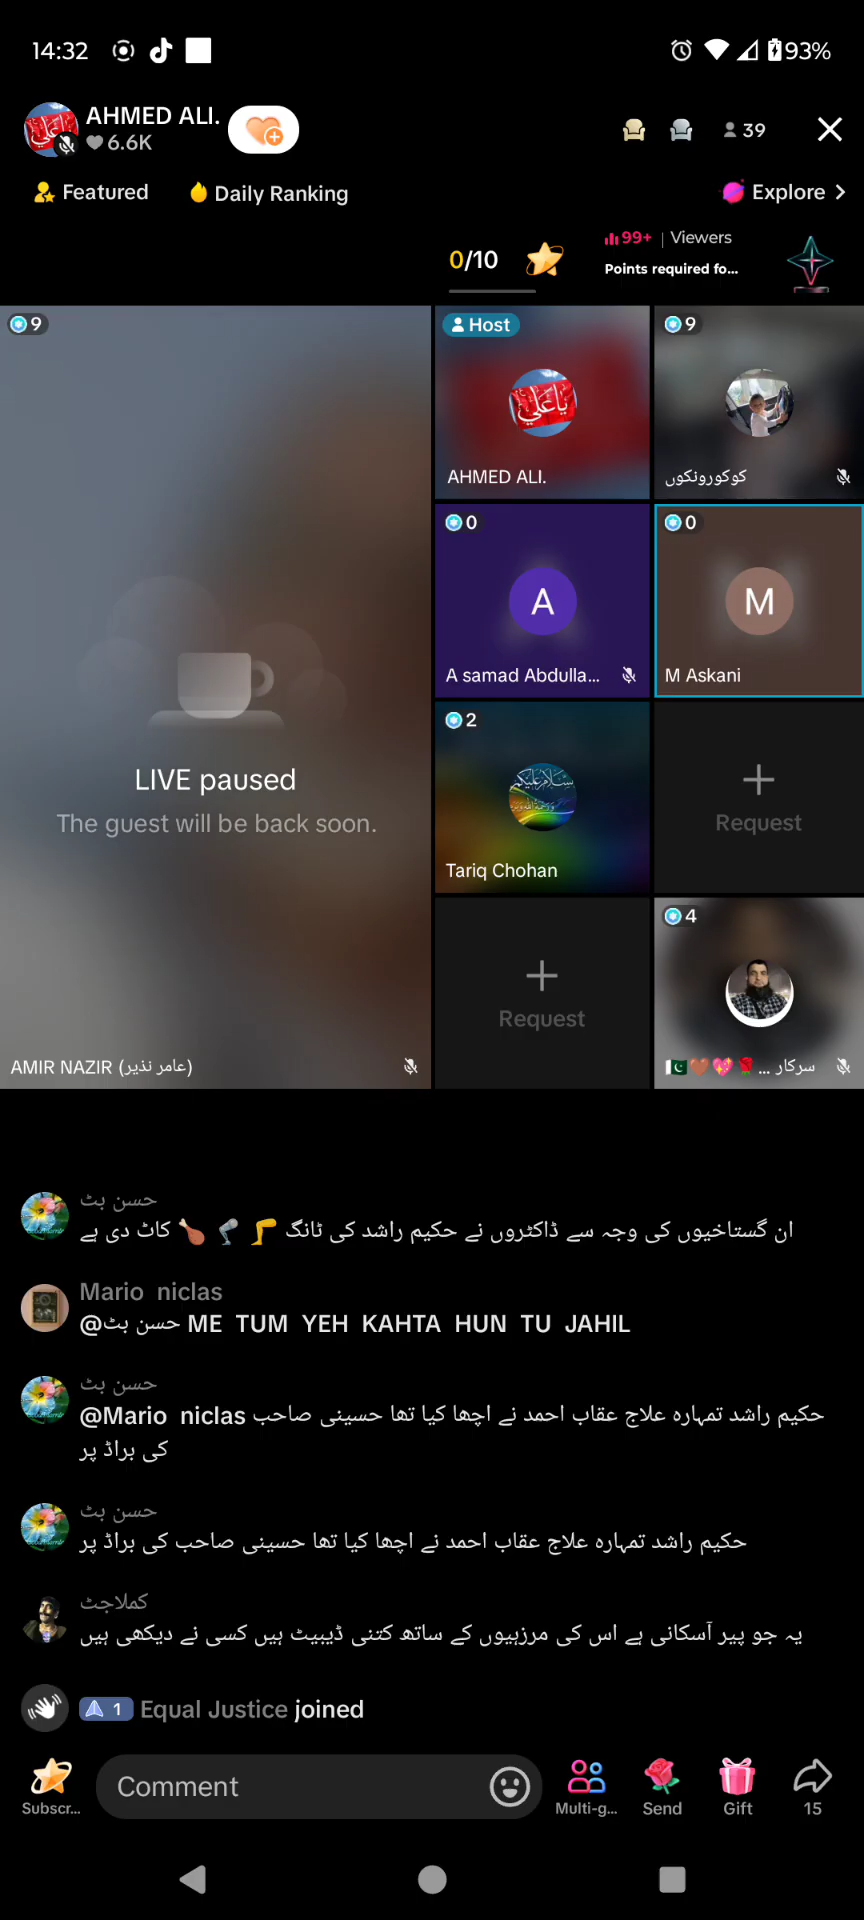 14:32
93%
AHMED ALI.
6.6K
39
Featured
Daily Ranking
Explore
0/10
99+ | Viewers
Points required fo...
9
Host
AHMED ALI.
9
کوکورونکوں
0
A
A samad Abdulla...
0
M
M Askani
LIVE paused
The guest will be back soon.
2
Tariq Chohan
Request
Request
4
سرکار ...
AMIR NAZIR (عامر نذیر)
حسن بٹ
ان گستاخیوں کی وجہ سے ڈاکٹروں نے حکیم راشد کی ٹانگ 🦵 🦿 🍗 کاٹ دی ہے
Mario niclas
@حسن بٹ ME TUM YEH KAHTA HUN TU JAHIL
حسن بٹ
@Mario niclas حکیم راشد تمہارہ علاج عقاب احمد نے اچھا کیا تھا حسینی صاحب
کی براڈ پر
حسن بٹ
حکیم راشد تمہارہ علاج عقاب احمد نے اچھا کیا تھا حسینی صاحب کی براڈ پر
کملاجٹ
یہ جو پیر آسکانی ہے اس کی مرزہیوں کے ساتھ کتنی ڈیبیٹ ہیں کسی نے دیکھی ہیں
1 Equal Justice joined
Comment
Subscr...
Multi-g...
Send
Gift
15